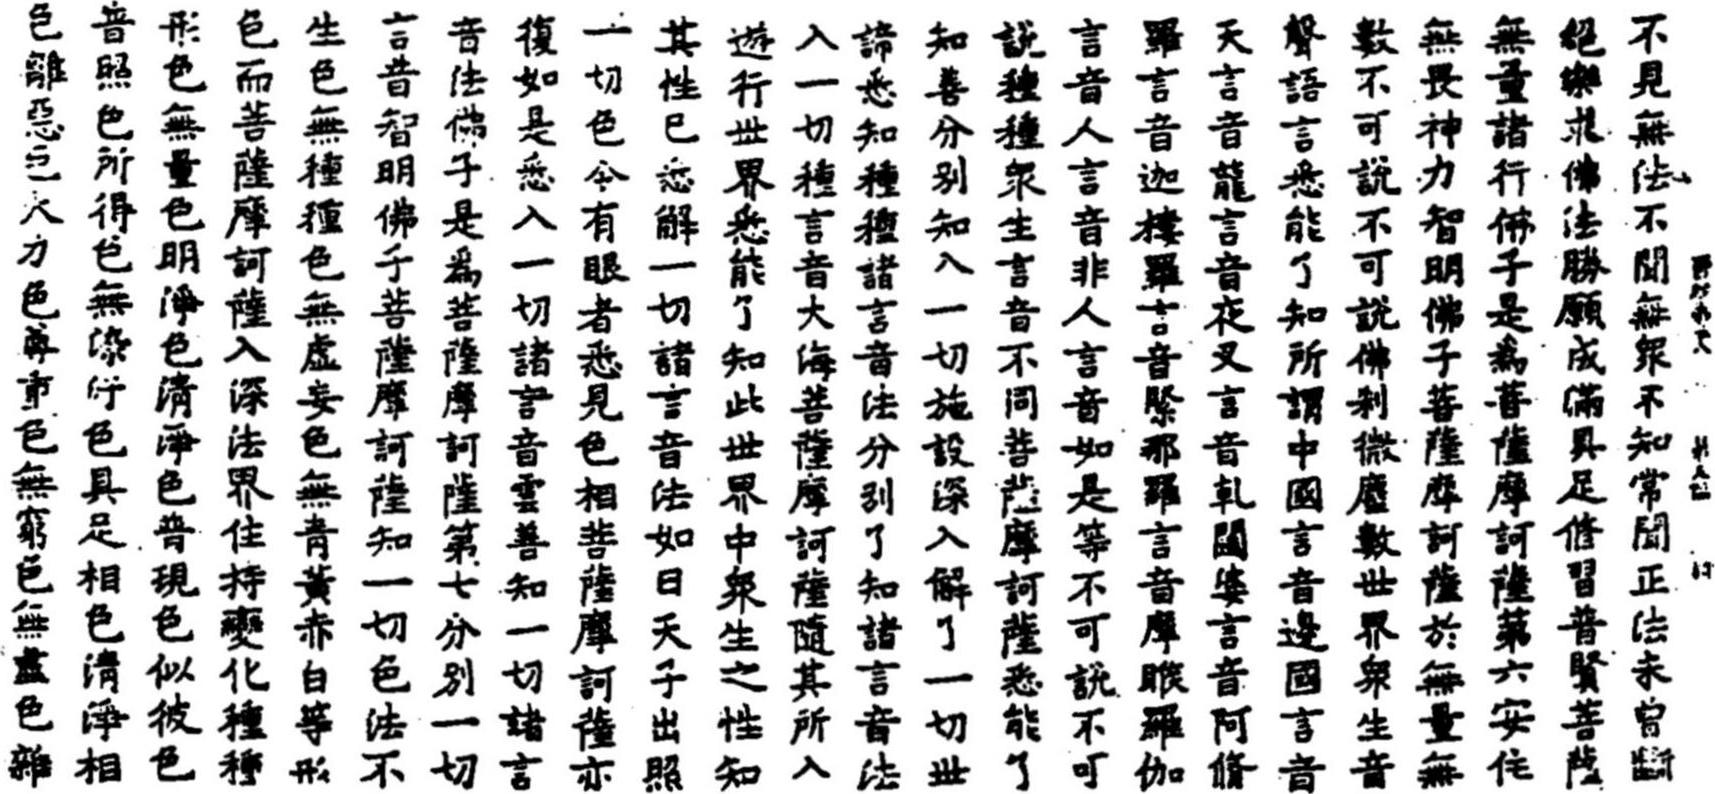 不見無法不聞無眾不知常聞正法未曾斷
絕樂求佛法勝願成滿具足修習普賢菩薩
無量諸行佛子是為菩薩摩訶薩第六安住
無畏神力智明佛子菩薩摩訶薩於無量無
數不可說不可說佛剎微塵數世界眾生音
聲語言悉能了知所謂中國言音邊國言音
天言音龍言音夜叉言音乹闥婆言音阿脩
羅言音迦樓羅言音緊那羅言音摩睺羅伽
言音人言音非人言音如是等不可說不可
說種種眾生言音不同菩薩摩訶薩悉能了
知善分別知入一切施設深入解了一切世
諦悉知種種諸言音法分別了知諸言音法
入一切種言音大海菩薩摩訶薩隨其所入
遊行世界悉能了知此世界中眾生之性知
其性已悉解一切諸言音法如日天子出照
一切色令有眼者悉見色相菩薩摩訶薩亦
復如是悉入一切諸言音雲善知一切諸言
音法佛子是為菩薩摩訶薩第七分別一切
言音智明佛子菩薩摩訶薩知一切色法不
生色無種種色無虛妄色無青黃赤白等形
色而菩薩摩訶薩入深法界住持變化種種
形色無量色明淨色清淨色普現色似彼色
普照色所得色無染行色具足相色清淨相
色離惡色大力色尊重色無窮色無盡色雜